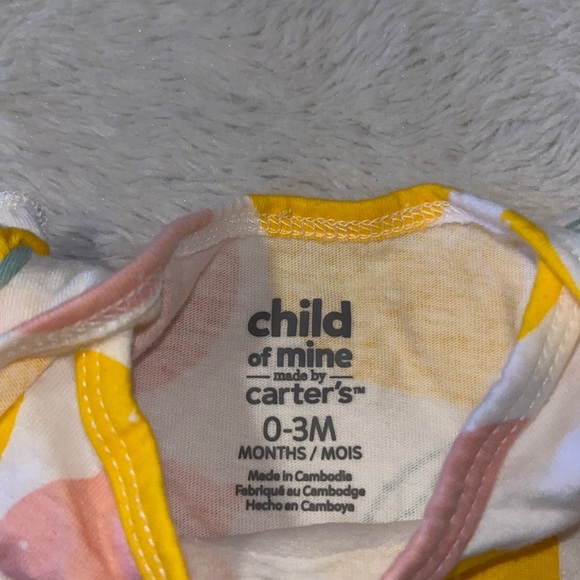 child
of mine
made by
carter's™
0-3M
MONTHS / MOIS
Made in Cambodia
Fabriqué au Cambodge
Hecho en Camboya